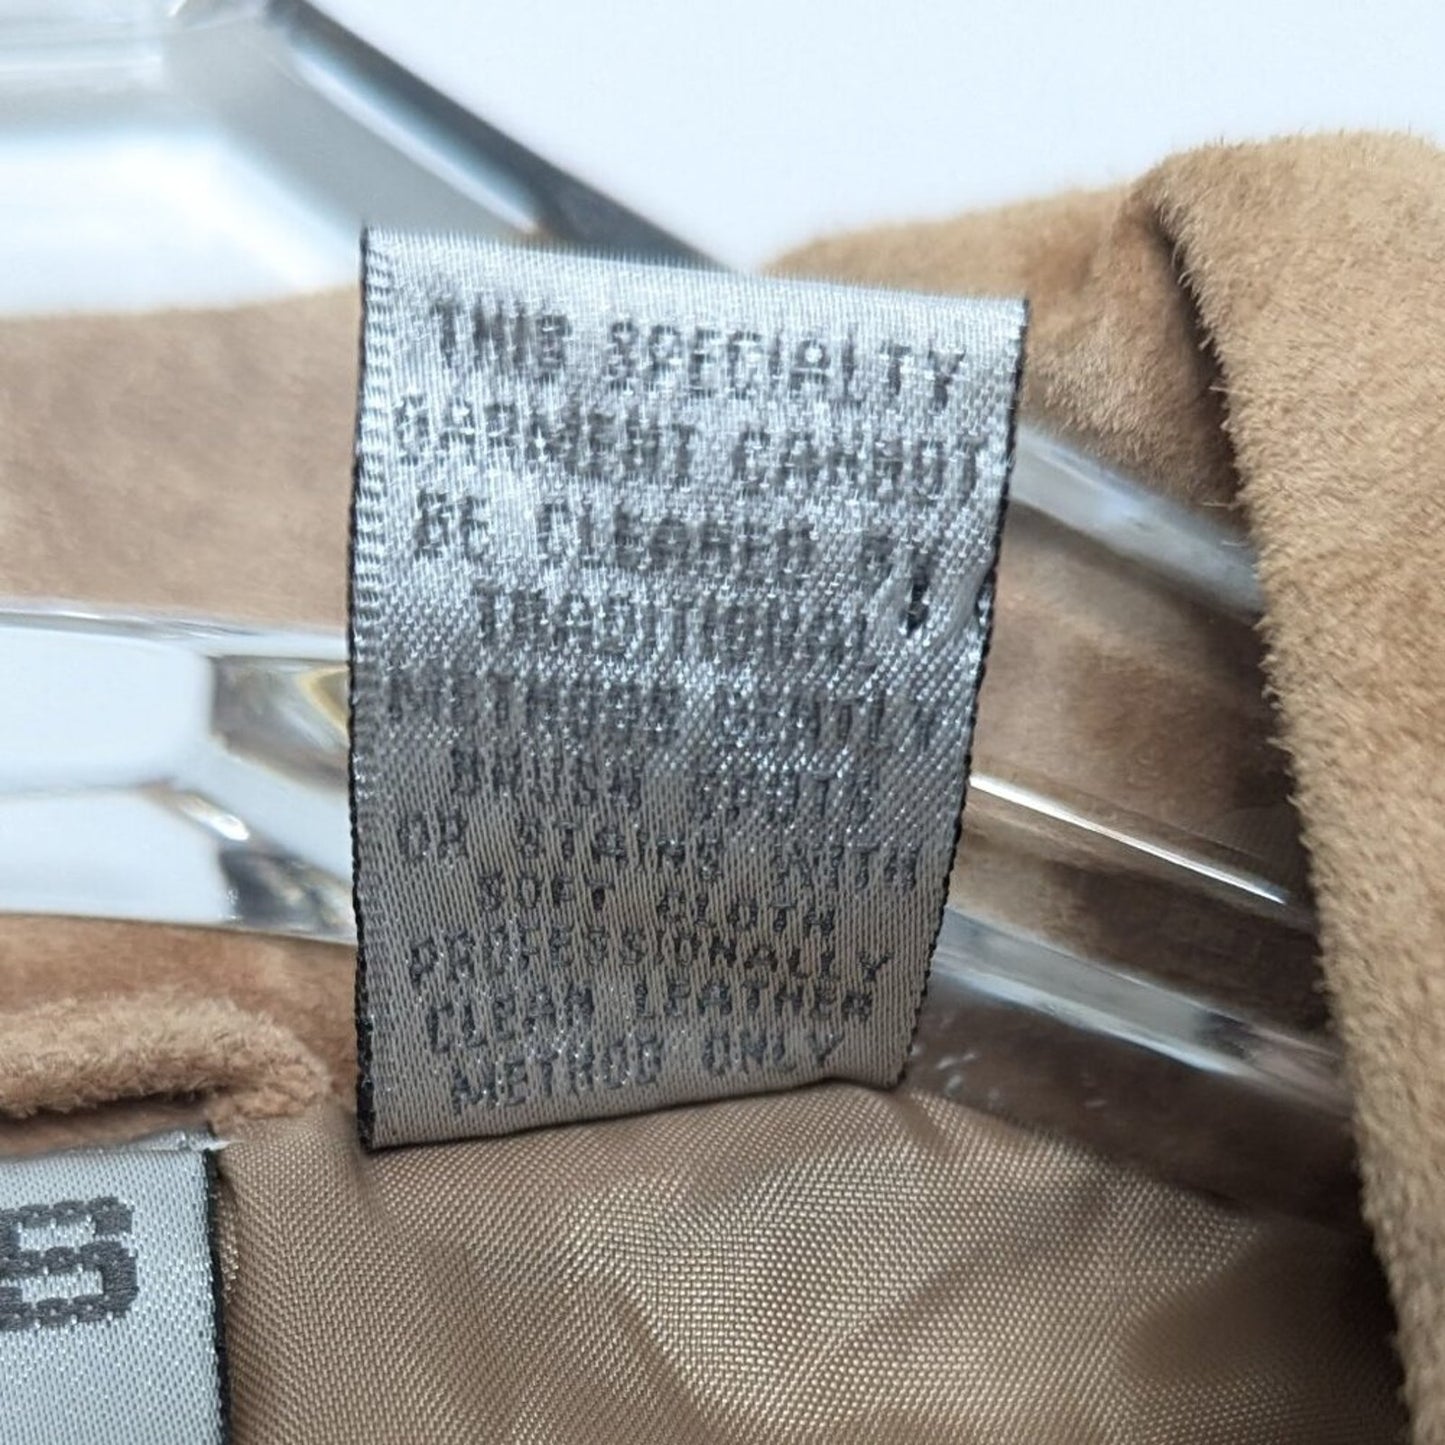 THIS SPECIALTY
GARMENT CANNOT
BE CLEANED BY
TRADITIONAL
METHODS GENTLY
BRUSH SPOTS
OR STAINS WITH
SOFT CLOTH
PROFESSIONALLY
CLEAN LEATHER
METHOD ONLY